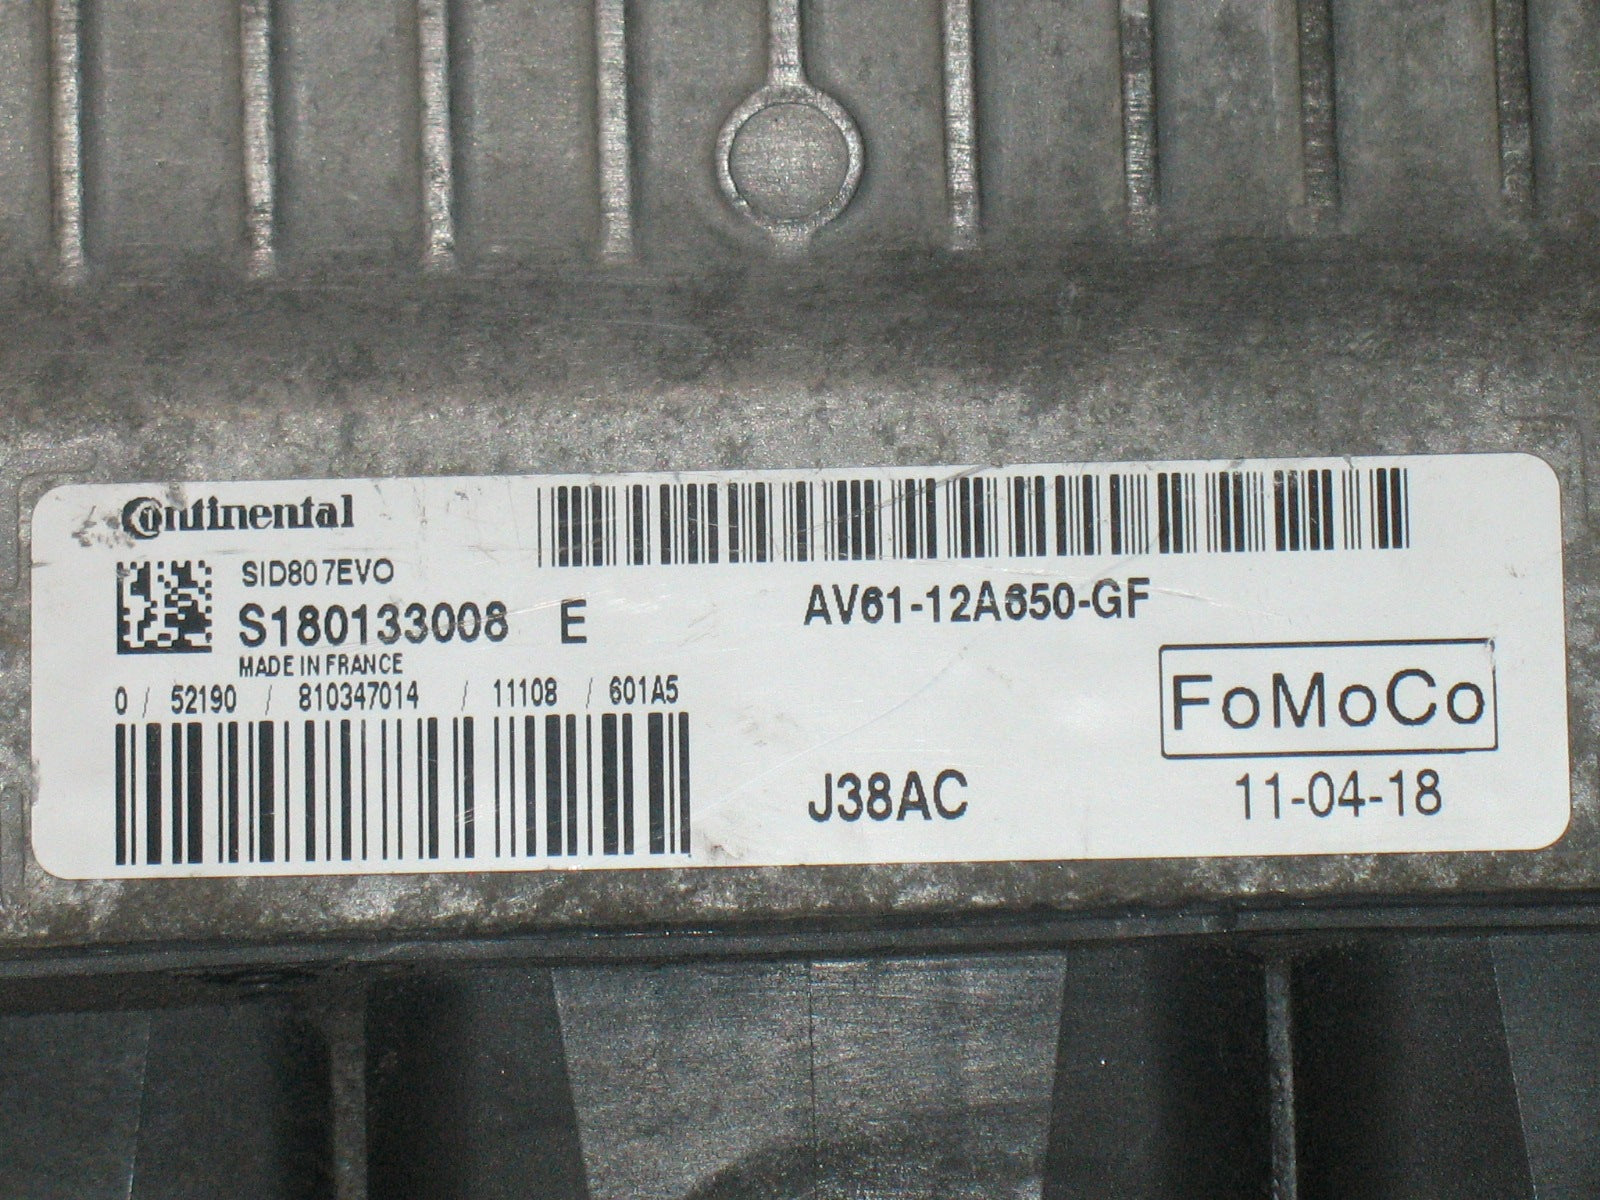 Continental
SID807EVO
S180133008 E
MADE IN FRANCE
0 / 52190 / 810347014 / 11108 / 601A5
AV61-12A650-GF
FoMoCo
J38AC
11-04-18